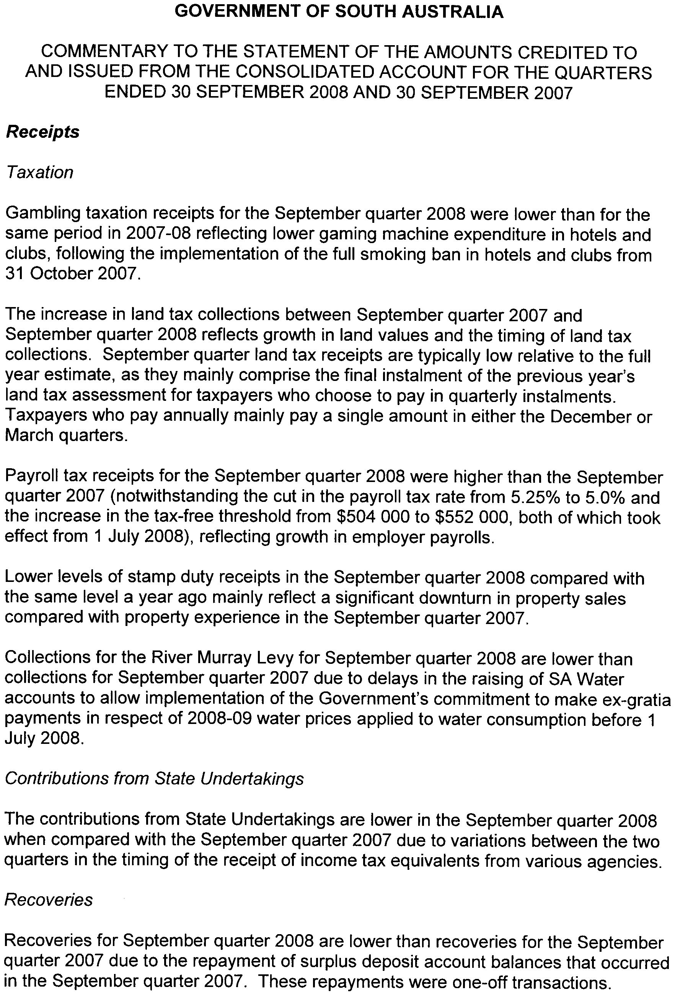 GOVERNMENT OF SOUTH AUSTRALIA
COMMENTARY TO THE STATEMENT OF THE AMOUNTS CREDITED TO
AND ISSUED FROM THE CONSOLIDATED ACCOUNT FOR THE QUARTERS
ENDED 30 SEPTEMBER 2008 AND 30 SEPTEMBER 2007
Receipts
Taxation
Gambling taxation receipts for the September quarter 2008 were lower than for the
same period in 2007-08 reflecting lower gaming machine expenditure in hotels and
clubs, following the implementation of the full smoking ban in hotels and clubs from
31 October 2007.
The increase in land tax collections between September quarter 2007 and
September quarter 2008 reflects growth in land values and the timing of land tax
collections.  September quarter land tax receipts are typically low relative to the full
year estimate, as they mainly comprise the final instalment of the previous year's
land tax assessment for taxpayers who choose to pay in quarterly instalments.
Taxpayers who pay annually mainly pay a single amount in either the December or
March quarters.
Payroll tax receipts for the September quarter 2008 were higher than the September
quarter 2007 (notwithstanding the cut in the payroll tax rate from 5.25% to 5.0% and
the increase in the tax-free threshold from $504 000 to $552 000, both of which took
effect from 1 July 2008), reflecting growth in employer payrolls.
Lower levels of stamp duty receipts in the September quarter 2008 compared with
the same level a year ago mainly reflect a significant downturn in property sales
compared with property experience in the September quarter 2007.
Collections for the River Murray Levy for September quarter 2008 are lower than
collections for September quarter 2007 due to delays in the raising of SA Water
accounts to allow implementation of the Government's commitment to make ex-gratia
payments in respect of 2008-09 water prices applied to water consumption before 1
July 2008.
Contributions from State Undertakings
The contributions from State Undertakings are lower in the September quarter 2008
when compared with the September quarter 2007 due to variations between the two
quarters in the timing of the receipt of income tax equivalents from various agencies.
Recoveries
Recoveries for September quarter 2008 are lower than recoveries for the September
quarter 2007 due to the repayment of surplus deposit account balances that occurred
in the September quarter 2007.  These repayments were one-off transactions.